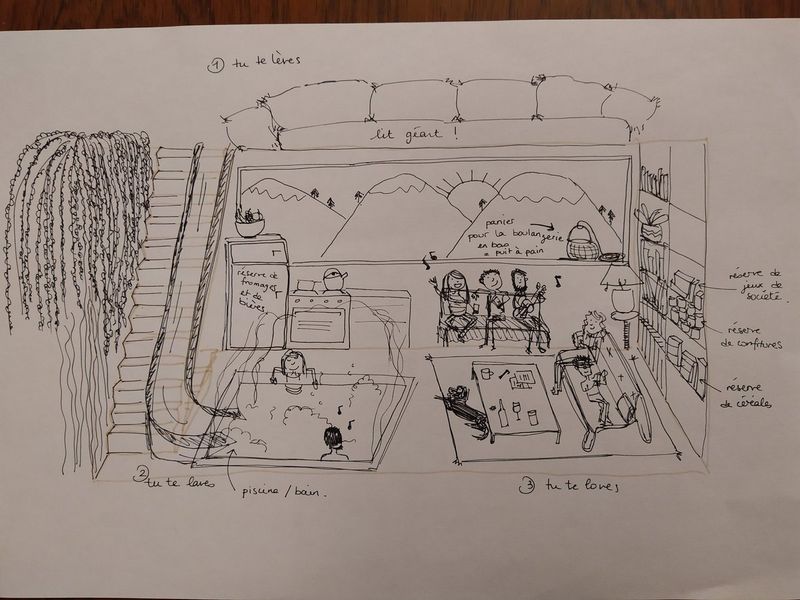 ① tu te lèves
lit géant !
panier
pour la boulangerie
en bas
= puit à pain
réserve de
fromages
et de
bières
réserve de
jeux de
société.
réserve
de confitures
réserve
de céréales
② tu te laves
piscine / bain.
③ tu te loves